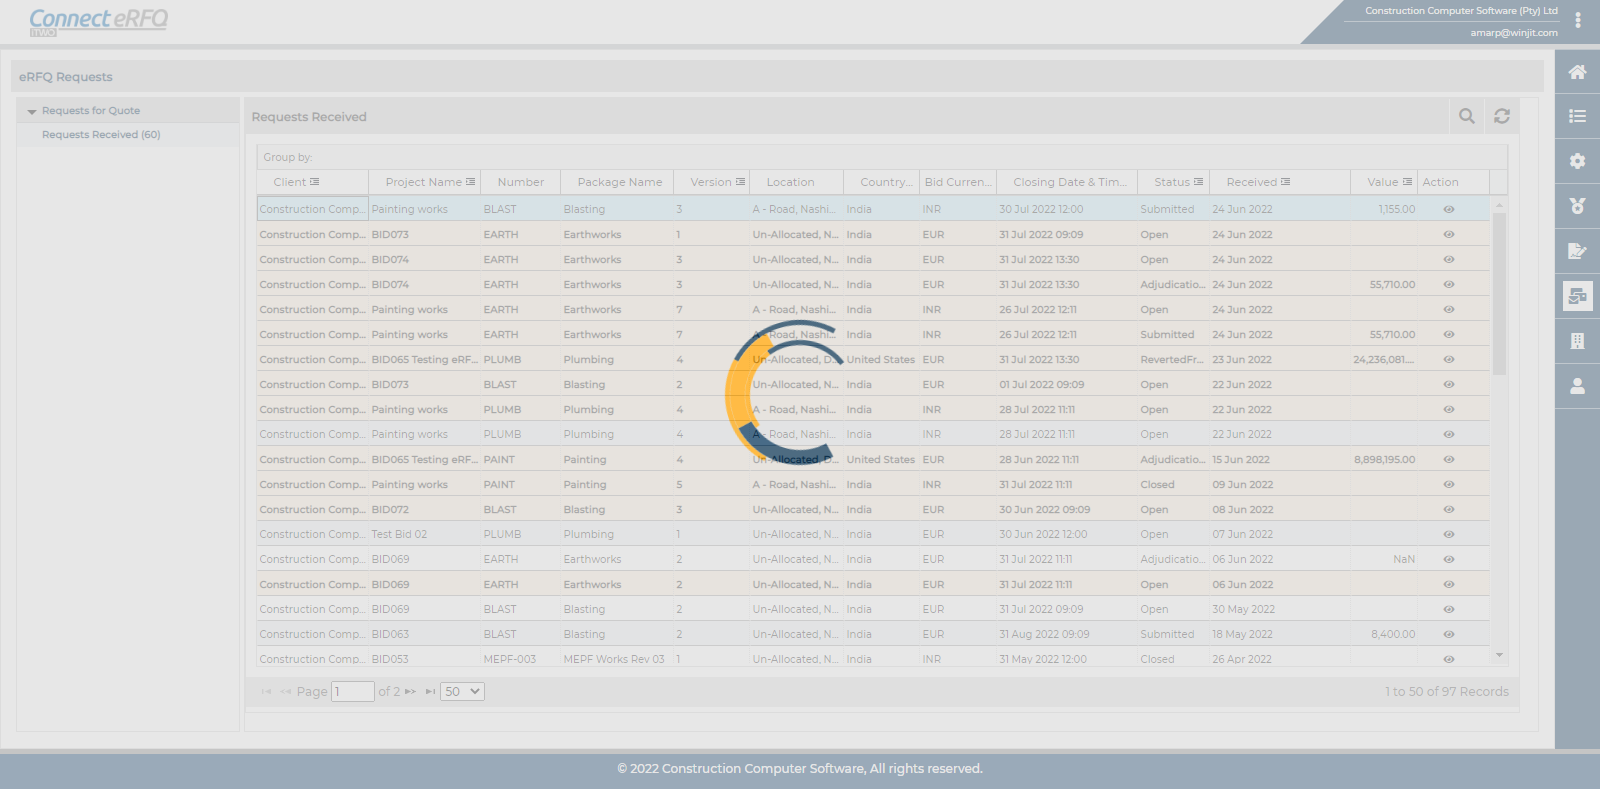 Connect eRFQ
iTWO
Construction Computer Software (Pty) Ltd
amarp@winjit.com
eRFQ Requests
Requests for Quote
Requests Received (60)
Requests Received
Group by:
Client Project Name Number Package Name Version Location Country... Bid Curren... Closing Date & Tim... Status Received Value Action
Construction Comp... Painting works BLAST Blasting 3 A - Road, Nashi... India INR 30 Jul 2022 12:00 Submitted 24 Jun 2022 1,155.00
Construction Comp... BID073 EARTH Earthworks 1 Un-Allocated, N... India EUR 31 Jul 2022 09:09 Open 24 Jun 2022
Construction Comp... BID074 EARTH Earthworks 3 Un-Allocated, N... India EUR 31 Jul 2022 13:30 Open 24 Jun 2022
Construction Comp... BID074 EARTH Earthworks 3 Un-Allocated, N... India EUR 31 Jul 2022 13:30 Adjudicatio... 24 Jun 2022 55,710.00
Construction Comp... Painting works EARTH Earthworks 7 A - Road, Nashi... India INR 26 Jul 2022 12:11 Open 24 Jun 2022
Construction Comp... Painting works EARTH Earthworks 7 A - Road, Nashi... India INR 26 Jul 2022 12:11 Submitted 24 Jun 2022 55,710.00
Construction Comp... BID065 Testing eRF... PLUMB Plumbing 4 Un-Allocated, D... United States EUR 31 Jul 2022 13:30 RevertedFr... 23 Jun 2022 24,236,081....
Construction Comp... BID073 BLAST Blasting 2 Un-Allocated, N... India EUR 01 Jul 2022 09:09 Open 22 Jun 2022
Construction Comp... Painting works PLUMB Plumbing 4 A - Road, Nashi... India INR 28 Jul 2022 11:11 Open 22 Jun 2022
Construction Comp... Painting works PLUMB Plumbing 4 A - Road, Nashi... India INR 28 Jul 2022 11:11 Open 22 Jun 2022
Construction Comp... BID065 Testing eRF... PAINT Painting 4 Un-Allocated, D... United States EUR 28 Jun 2022 11:11 Adjudicatio... 15 Jun 2022 8,898,195.00
Construction Comp... Painting works PAINT Painting 5 A - Road, Nashi... India INR 31 Jul 2022 11:11 Closed 09 Jun 2022
Construction Comp... BID072 BLAST Blasting 3 Un-Allocated, N... India EUR 30 Jun 2022 09:09 Open 08 Jun 2022
Construction Comp... Test Bid 02 PLUMB Plumbing 1 Un-Allocated, N... India EUR 30 Jun 2022 12:00 Open 07 Jun 2022
Construction Comp... BID069 EARTH Earthworks 2 Un-Allocated, N... India EUR 31 Jul 2022 11:11 Adjudicatio... 06 Jun 2022 NaN
Construction Comp... BID069 EARTH Earthworks 2 Un-Allocated, N... India EUR 31 Jul 2022 11:11 Open 06 Jun 2022
Construction Comp... BID069 BLAST Blasting 2 Un-Allocated, N... India EUR 31 Jul 2022 09:09 Open 30 May 2022
Construction Comp... BID063 BLAST Blasting 2 Un-Allocated, N... India EUR 31 Aug 2022 09:09 Submitted 18 May 2022 8,400.00
Construction Comp... BID053 MEPF-003 MEPF Works Rev 03 1 Un-Allocated, N... India INR 31 May 2022 12:00 Closed 26 Apr 2022
Page 1 of 2 50 1 to 50 of 97 Records
© 2022 Construction Computer Software, All rights reserved.